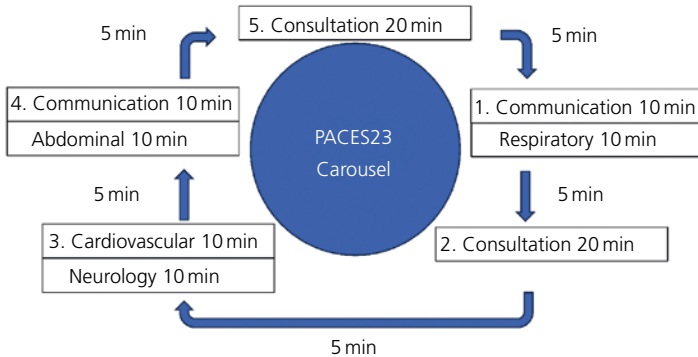 5 min
5. Consultation 20 min
5 min
4. Communication 10 min
Abdominal 10 min
PACES23
Carousel
1. Communication 10 min
Respiratory 10 min
5 min
5 min
3. Cardiovascular 10 min
Neurology 10 min
2. Consultation 20 min
5 min